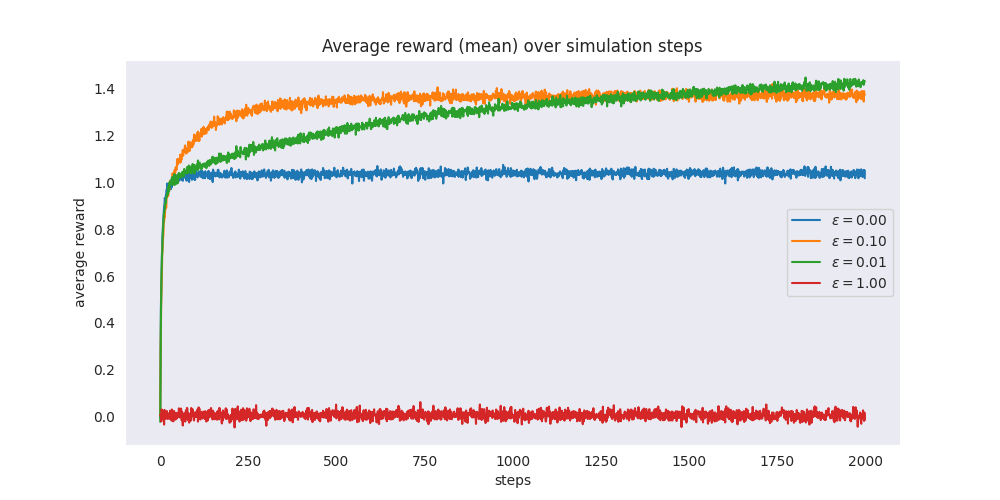 Average reward (mean) over simulation steps
1.4
1.2
1.0
0.8
0.6
0.4
0.2
0.0
average reward
ε = 0.00
ε = 0.10
ε = 0.01
ε = 1.00
0 250 500 750 1000 1250 1500 1750 2000
steps